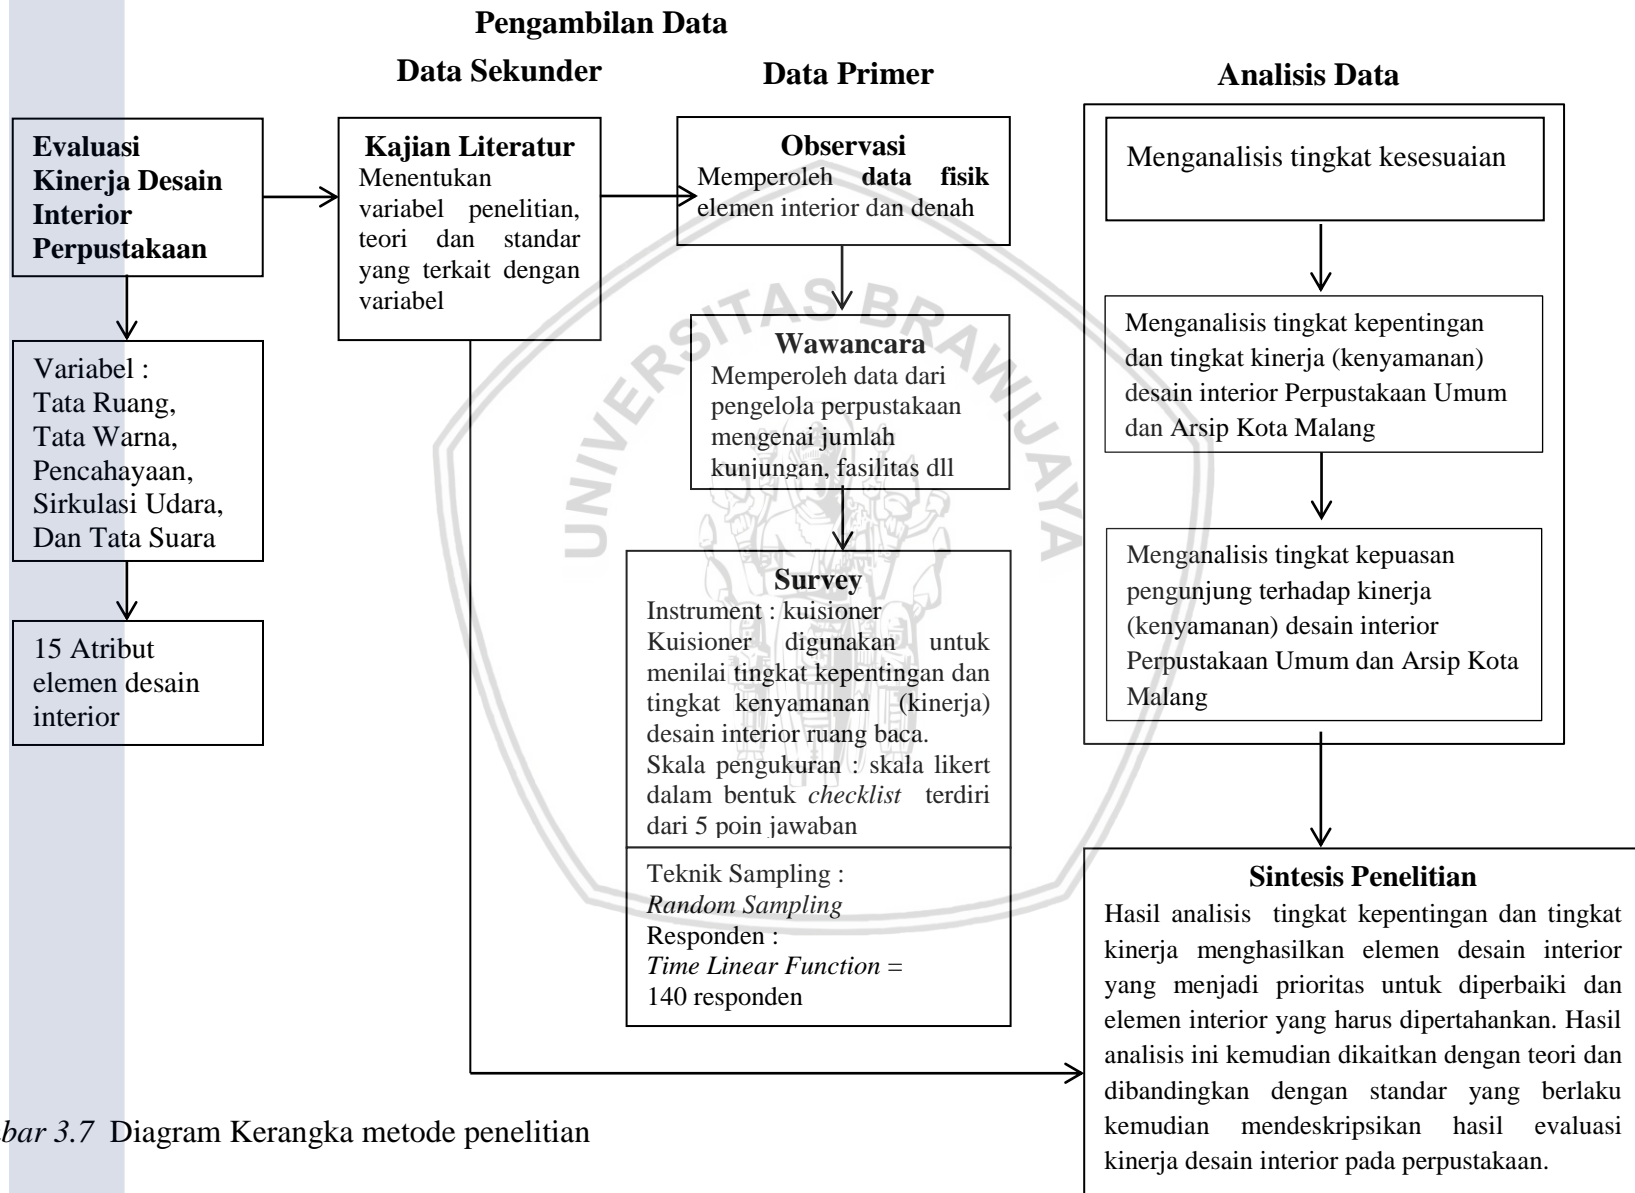 Pengambilan Data
Data Sekunder
Data Primer
Analisis Data
Evaluasi
Kinerja Desain
Interior
Perpustakaan
Variabel :
Tata Ruang,
Tata Warna,
Pencahayaan,
Sirkulasi Udara,
Dan Tata Suara
15 Atribut
elemen desain
interior
Kajian Literatur
Menentukan
variabel penelitian,
teori dan standar
yang terkait dengan
variabel
Observasi
Memperoleh data fisik
elemen interior dan denah
Wawancara
Memperoleh data dari
pengelola perpustakaan
mengenai jumlah
kunjungan, fasilitas dll
Survey
Instrument : kuisioner
Kuisioner digunakan untuk
menilai tingkat kepentingan dan
tingkat kenyamanan (kinerja)
desain interior ruang baca.
Skala pengukuran : skala likert
dalam bentuk checklist terdiri
dari 5 poin jawaban
Teknik Sampling :
Random Sampling
Responden :
Time Linear Function =
140 responden
Menganalisis tingkat kesesuaian
Menganalisis tingkat kepentingan
dan tingkat kinerja (kenyamanan)
desain interior Perpustakaan Umum
dan Arsip Kota Malang
Menganalisis tingkat kepuasan
pengunjung terhadap kinerja
(kenyamanan) desain interior
Perpustakaan Umum dan Arsip Kota
Malang
Sintesis Penelitian
Hasil analisis tingkat kepentingan dan tingkat
kinerja menghasilkan elemen desain interior
yang menjadi prioritas untuk diperbaiki dan
elemen interior yang harus dipertahankan. Hasil
analisis ini kemudian dikaitkan dengan teori dan
dibandingkan dengan standar yang berlaku
kemudian mendeskripsikan hasil evaluasi
kinerja desain interior pada perpustakaan.
bar 3.7 Diagram Kerangka metode penelitian
UNIVERSITAS BRAWIJAYA